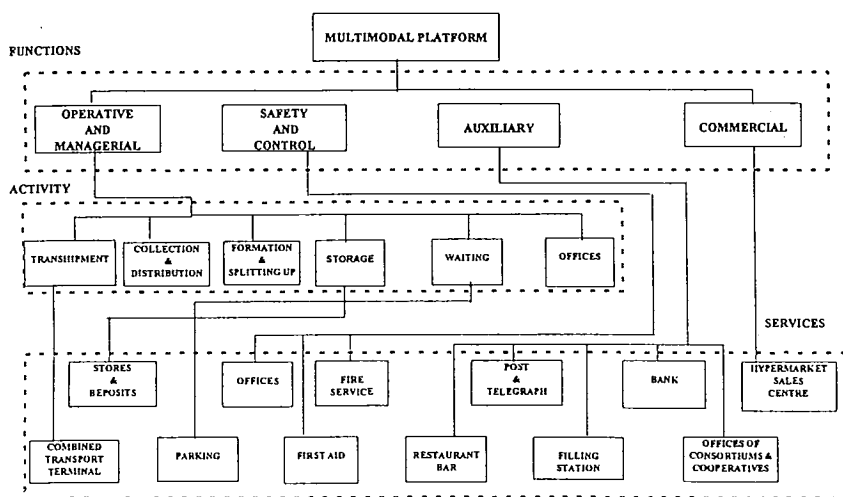 MULTIMODAL PLATFORM
FUNCTIONS
OPERATIVE
AND
MANAGERIAL
SAFETY
AND
CONTROL
AUXILIARY
COMMERCIAL
ACTIVITY
TRANSHIPMENT
COLLECTION
&
DISTRIBUTION
FORMATION
&
SPLITTING UP
STORAGE
WAITING
OFFICES
SERVICES
STORES
&
BEPOSITS
OFFICES
FIRE
SERVICE
POST
&
TELEGRAPH
BANK
HYPERMARKET
SALES
CENTRE
COMBINED
TRANSPORT
TERMINAL
PARKING
FIRST AID
RESTAURANT
BAR
FILLING
STATION
OFFICES OF
CONSORTIUMS &
COOPERATIVES